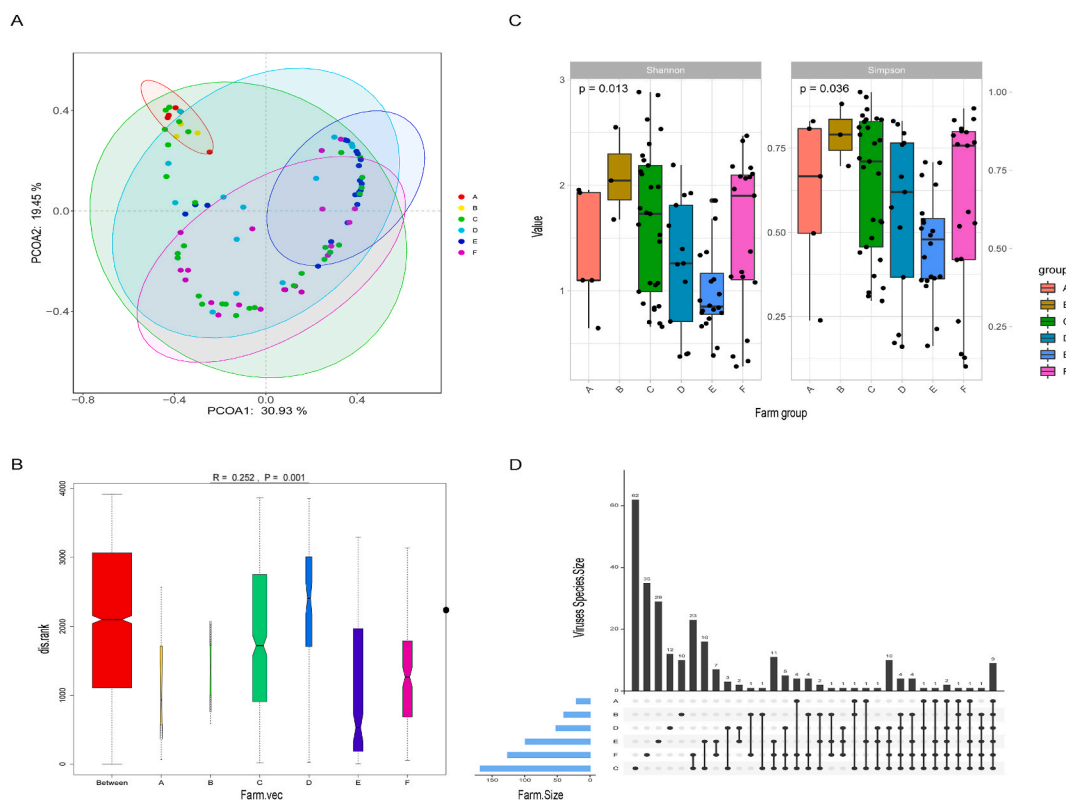 A
PCOA2: 19.45 %
0.4
0.0
−0.4
−0.8
−0.4
0.0
0.4
PCOA1: 30.93 %
A
B
C
D
E
F
C
Shannon
Simpson
p = 0.013
p = 0.036
Value
3
2
1
0.75
0.50
0.25
1.00
0.75
0.50
0.25
A B C D E F
A B C D E F
Farm group
group
B
R = 0.252 , P = 0.001
dis.rank
4000
3000
2000
1000
0
Between A B C D E F
Farm.vec
D
Viruses Species.Size
60
40
20
0
62 35 29 12 10 23 16 7 3 2 1 1 11 5 4 4 2 1 1 1 1 1 10 4 4 1 1 2 1 1 1 9
A
B
D
E
F
C
150 100 50 0
Farm.Size